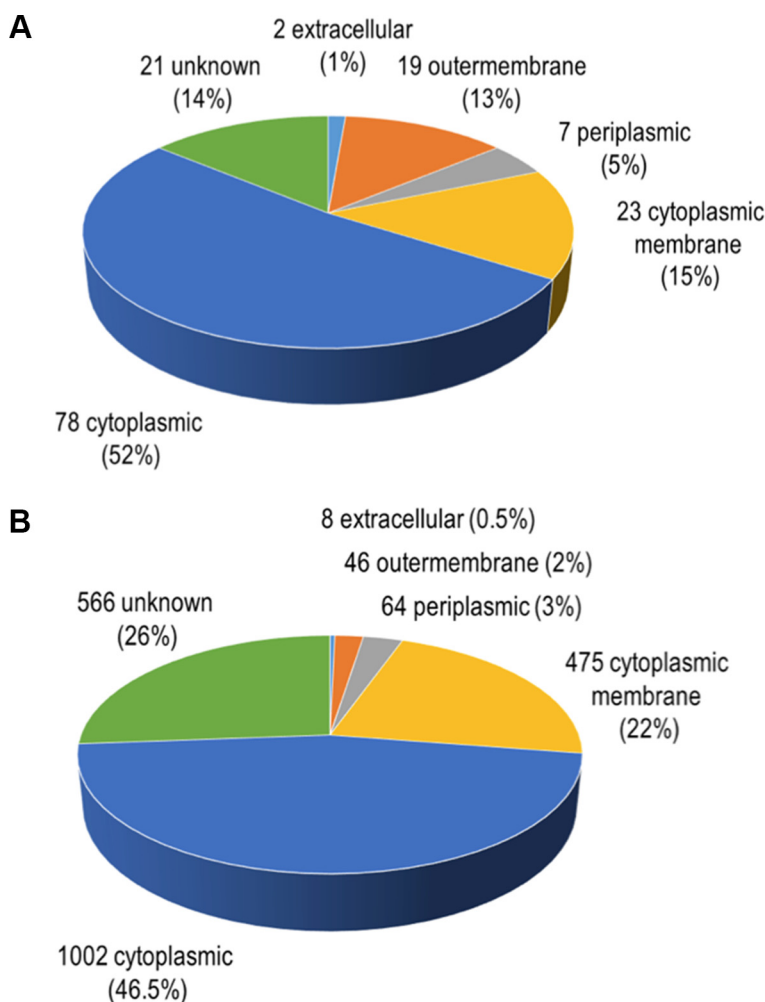 A
2 extracellular
(1%)
21 unknown
(14%)
19 outermembrane
(13%)
7 periplasmic
(5%)
23 cytoplasmic
membrane
(15%)
78 cytoplasmic
(52%)
B
8 extracellular (0.5%)
46 outermembrane (2%)
566 unknown
(26%)
64 periplasmic (3%)
475 cytoplasmic
membrane
(22%)
1002 cytoplasmic
(46.5%)